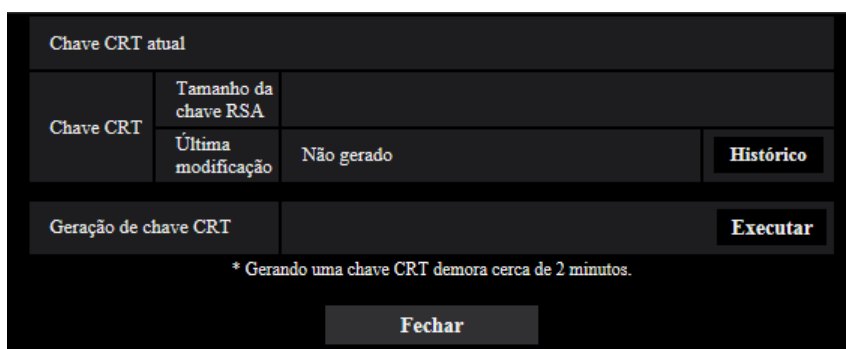 Chave CRT atual
Chave CRT
Tamanho da
chave RSA
Última
modificação
Não gerado
Histórico
Geração de chave CRT
Executar
* Gerando uma chave CRT demora cerca de 2 minutos.
Fechar